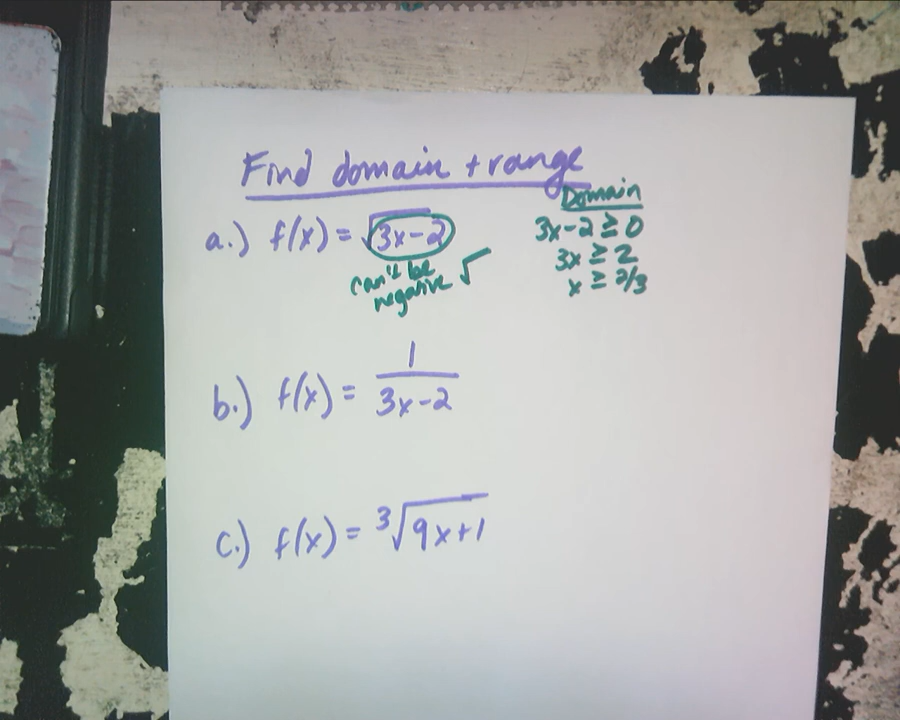 Find domain + range
a.) f(x) = √3x-2
can't be
negative √
Domain
3x-2 ≥ 0
3x ≥ 2
x ≥ 2/3
b.) f(x) = 1/3x-2
c.) f(x) = ³√9x+1